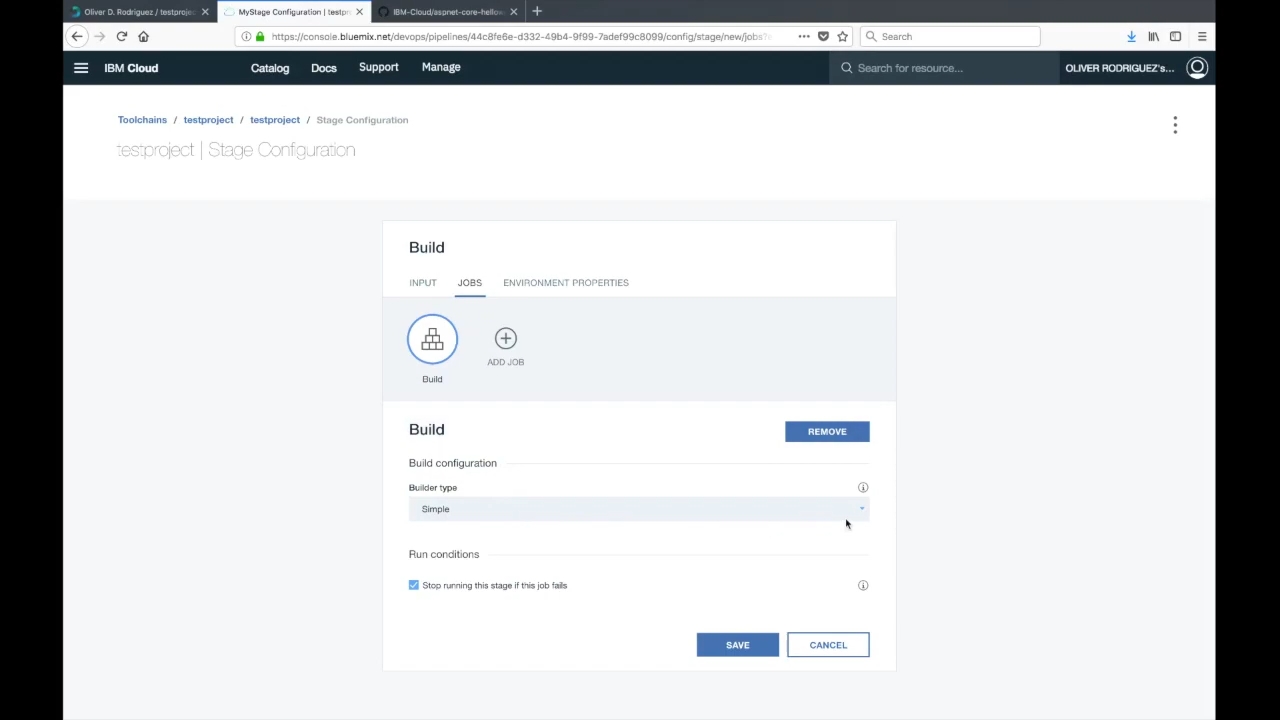 Oliver D. Rodriguez / testprojec
MyStage Configuration | testpro
IBM-Cloud/aspnet-core-hellow
https://console.bluemix.net/devops/pipelines/44c8fe6e-d332-49b4-9f99-7adef99c8099/config/stage/new/jobs?
Search
IBM Cloud
Catalog
Docs
Support
Manage
Search for resource...
OLIVER RODRIGUEZ's...
Toolchains / testproject / testproject / Stage Configuration
testproject | Stage Configuration
Build
INPUT
JOBS
ENVIRONMENT PROPERTIES
ADD JOB
Build
Build
REMOVE
Build configuration
Builder type
Simple
Run conditions
Stop running this stage if this job fails
SAVE
CANCEL